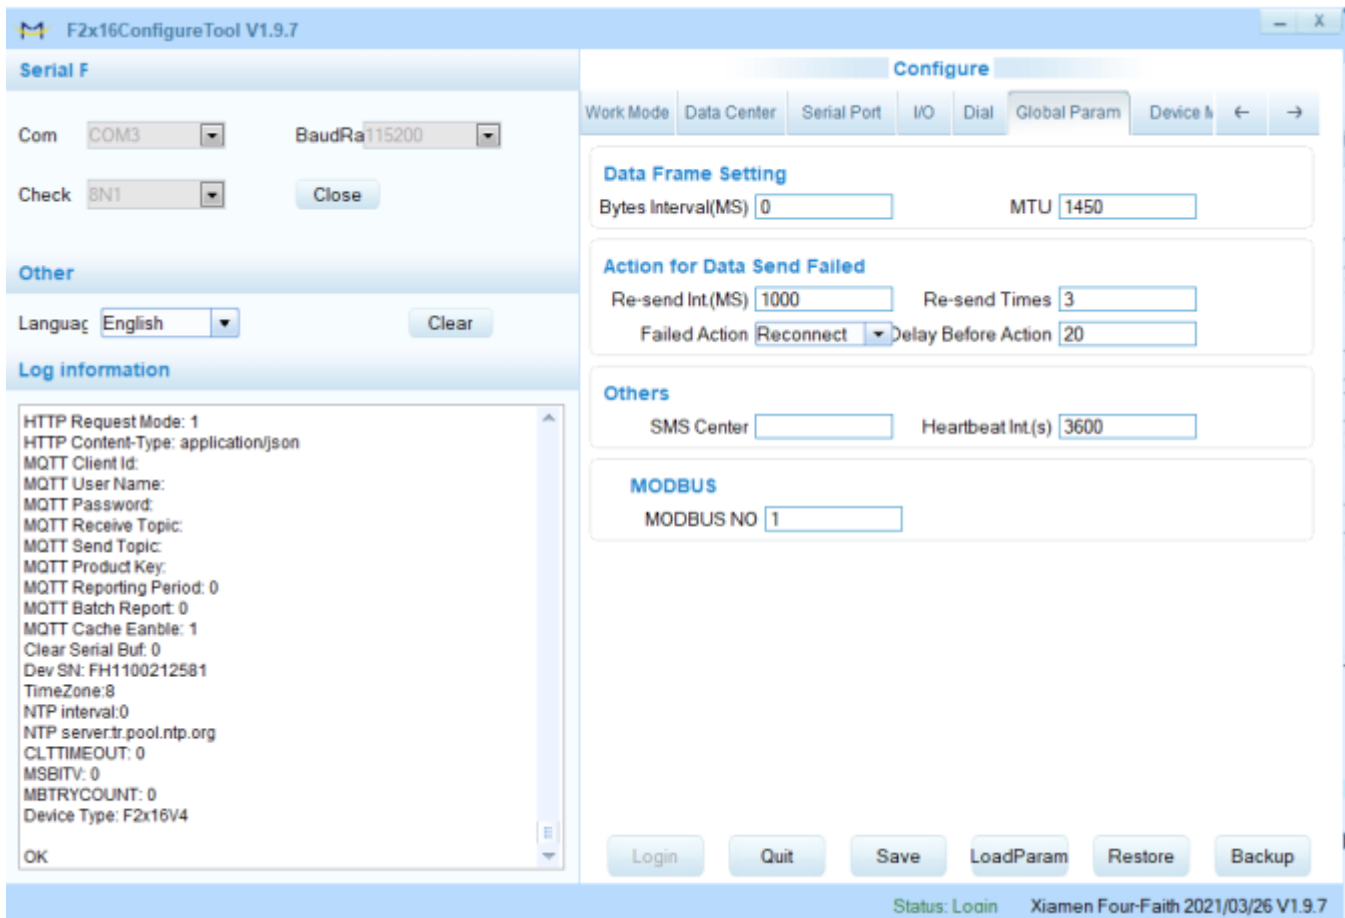 F2x16ConfigureTool V1.9.7
X
Serial F
Com COM3 BaudRa 115200
Check 8N1 Close
Other
Languag English Clear
Log information
HTTP Request Mode: 1
HTTP Content-Type: application/json
MQTT Client Id:
MQTT User Name:
MQTT Password:
MQTT Receive Topic:
MQTT Send Topic:
MQTT Product Key:
MQTT Reporting Period: 0
MQTT Batch Report: 0
MQTT Cache Eanble: 1
Clear Serial Buf: 0
Dev SN: FH1100212581
TimeZone:8
NTP interval:0
NTP server:tr.pool.ntp.org
CLTTIMEOUT: 0
MSBITV: 0
MBTRYCOUNT: 0
Device Type: F2x16V4
OK
Configure
Work Mode Data Center Serial Port I/O Dial Global Param Device M ← →
Data Frame Setting
Bytes Interval(MS) 0 MTU 1450
Action for Data Send Failed
Re-send Int.(MS) 1000 Re-send Times 3
Failed Action Reconnect Delay Before Action 20
Others
SMS Center Heartbeat Int.(s) 3600
MODBUS
MODBUS NO 1
Login Quit Save LoadParam Restore Backup
Status: Login Xiamen Four-Faith 2021/03/26 V1.9.7